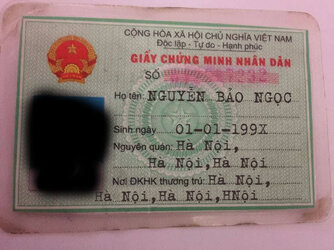 CỘNG HÒA XÃ HỘI CHỦ NGHĨA VIỆT NAM
Độc lập - Tự do - Hạnh phúc
GIẤY CHỨNG MINH NHÂN DÂN
SỐ
Họ tên: NGUYỄN BẢO NGỌC
Sinh ngày 01-01-199X
Nguyên quán: Hà Nội,
Hà Nội, Hà Nội
Nơi ĐKHK thường trú: Hà Nội,
Hà Nội, Hà Nội, HNội